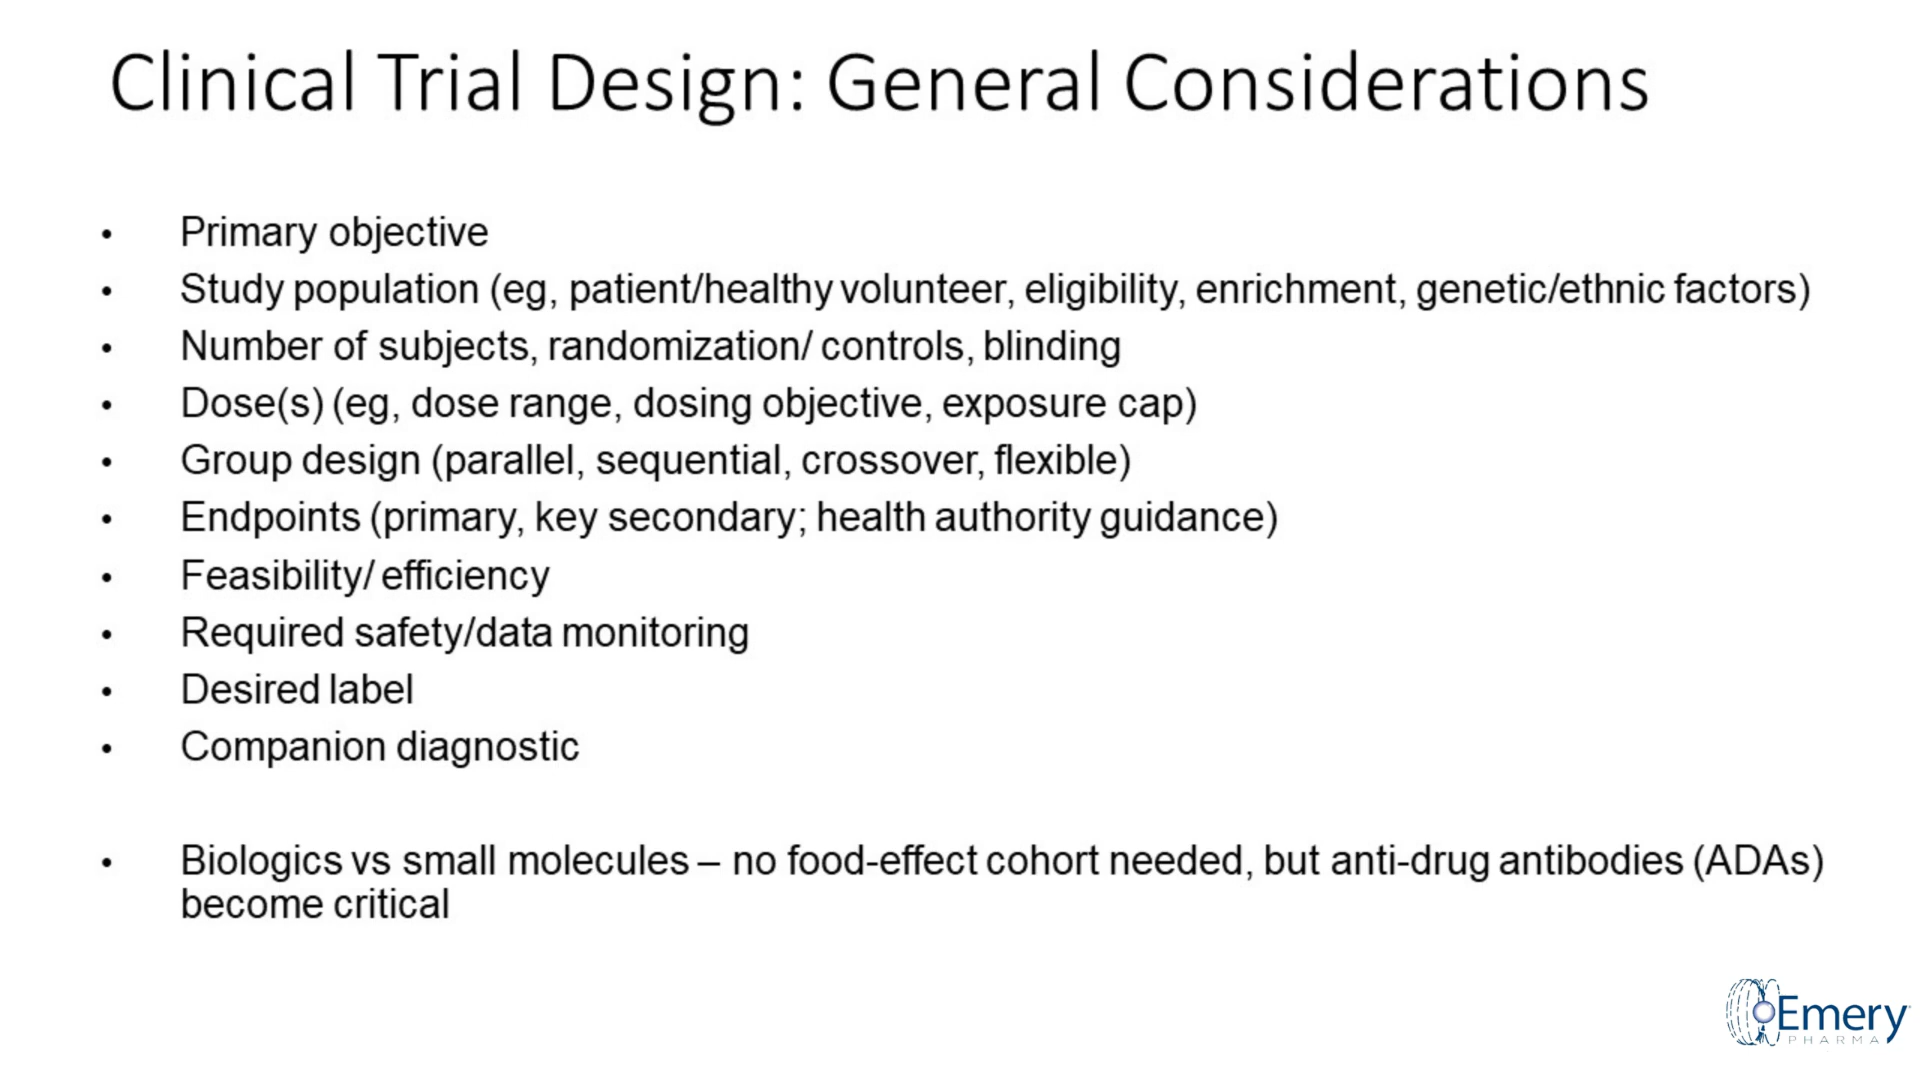 Clinical Trial Design: General Considerations
• Primary objective
• Study population (eg, patient/healthy volunteer, eligibility, enrichment, genetic/ethnic factors)
• Number of subjects, randomization/ controls, blinding
• Dose(s) (eg, dose range, dosing objective, exposure cap)
• Group design (parallel, sequential, crossover, flexible)
• Endpoints (primary, key secondary; health authority guidance)
• Feasibility/ efficiency
• Required safety/data monitoring
• Desired label
• Companion diagnostic
• Biologics vs small molecules – no food-effect cohort needed, but anti-drug antibodies (ADAs)
become critical
Emery
PHARMA